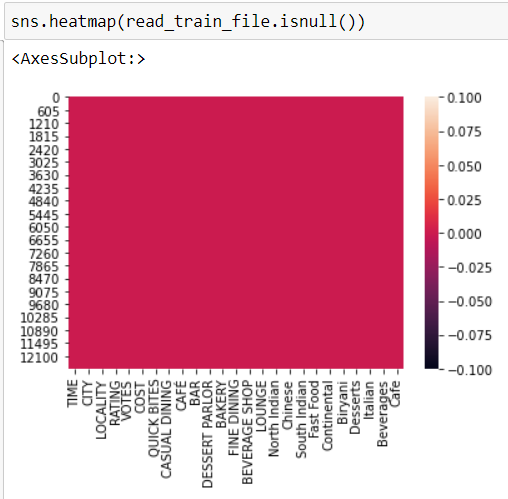 sns.heatmap(read_train_file.isnull())
<AxesSubplot:>
0
605
1210
1815
2420
3025
3630
4235
4840
5445
6050
6655
7260
7865
8470
9075
9680
10285
10890
11495
12100
TIME
CITY
LOCALITY
RATING
VOTES
COST
QUICK BITES
CASUAL DINING
CAFÉ
BAR
DESSERT PARLOR
BAKERY
FINE DINING
BEVERAGE SHOP
LOUNGE
North Indian
Chinese
South Indian
Fast Food
Continental
Biryani
Desserts
Italian
Beverages
Cafe
0.100
0.075
0.050
0.025
0.000
−0.025
−0.050
−0.075
−0.100